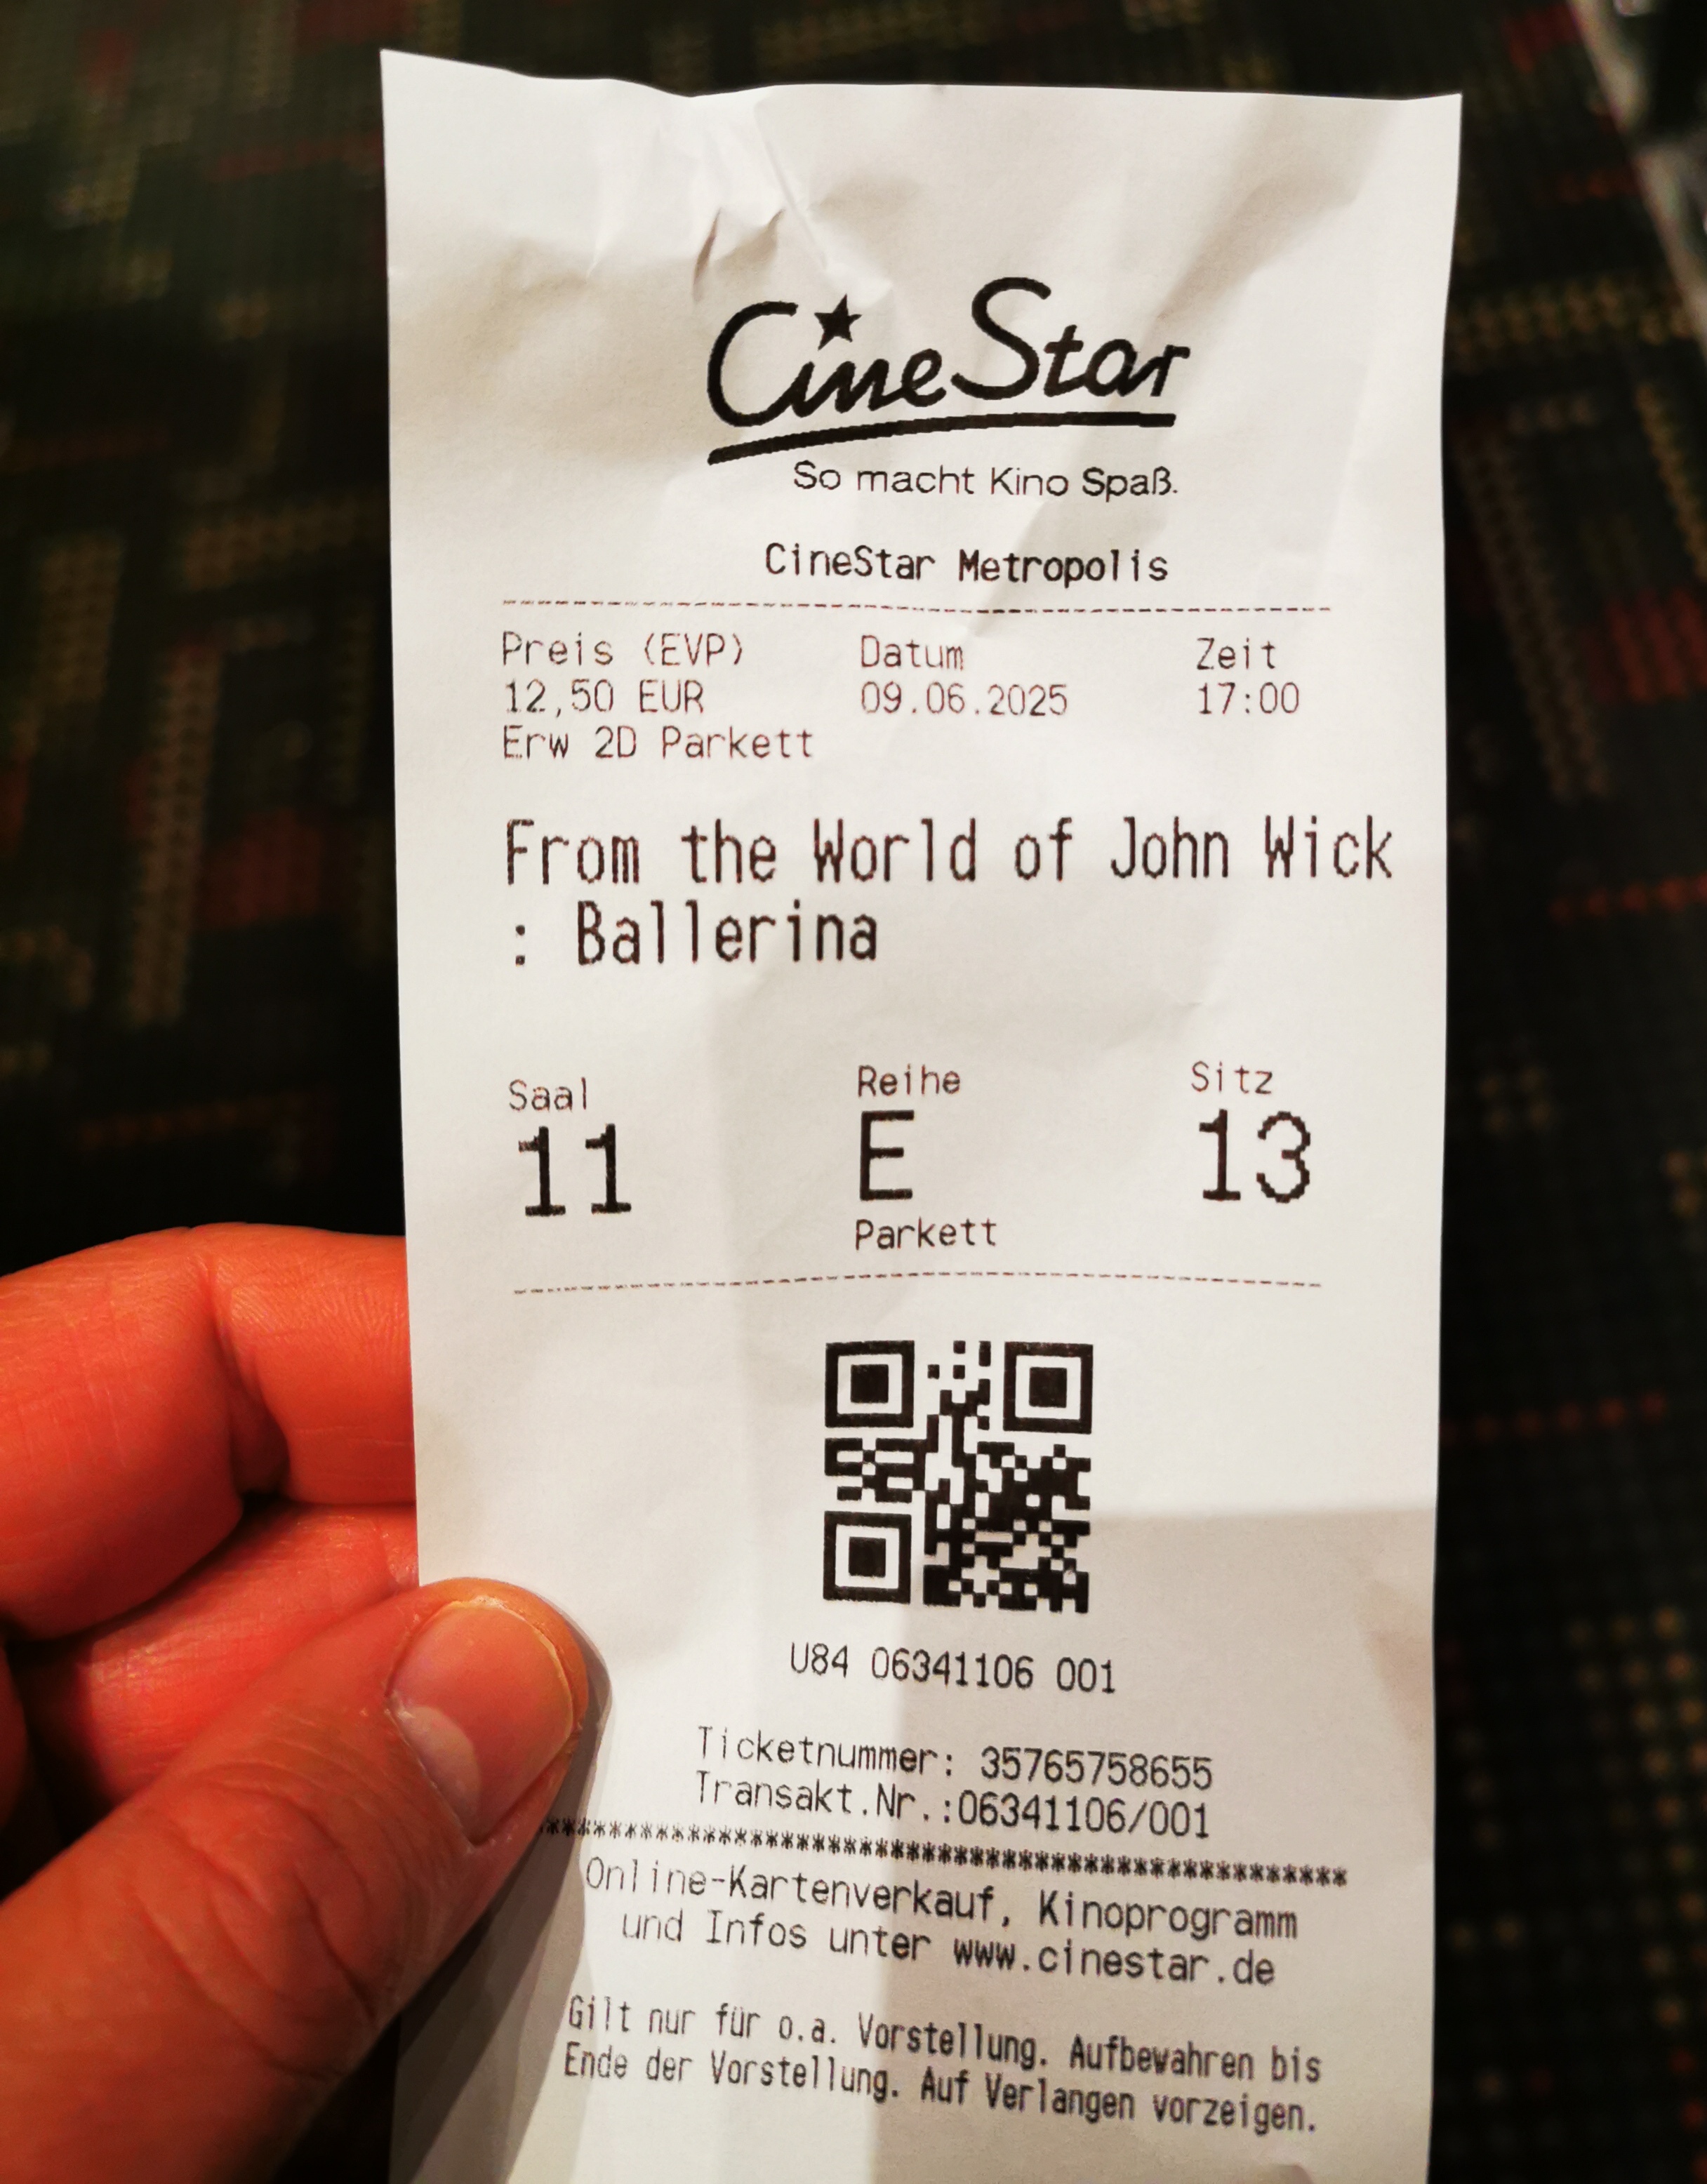 CineStar
So macht Kino Spaß.
CineStar Metropolis
Preis (EVP) Datum Zeit
12,50 EUR 09.06.2025 17:00
Erw 2D Parkett
From the World of John Wick
: Ballerina
Saal Reihe Sitz
11 E 13
Parkett
U84 06341106 001
Ticketnummer: 35765758655
Transakt.Nr.:06341106/001
Online-Kartenverkauf, Kinoprogramm
und Infos unter www.cinestar.de
Gilt nur für o.a. Vorstellung. Aufbewahren bis
Ende der Vorstellung. Auf Verlangen vorzeigen.